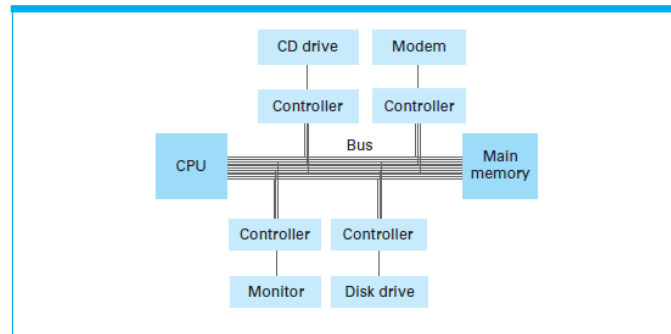 CD drive
Modem
Controller
Controller
Bus
CPU
Main
memory
Controller
Controller
Monitor
Disk drive